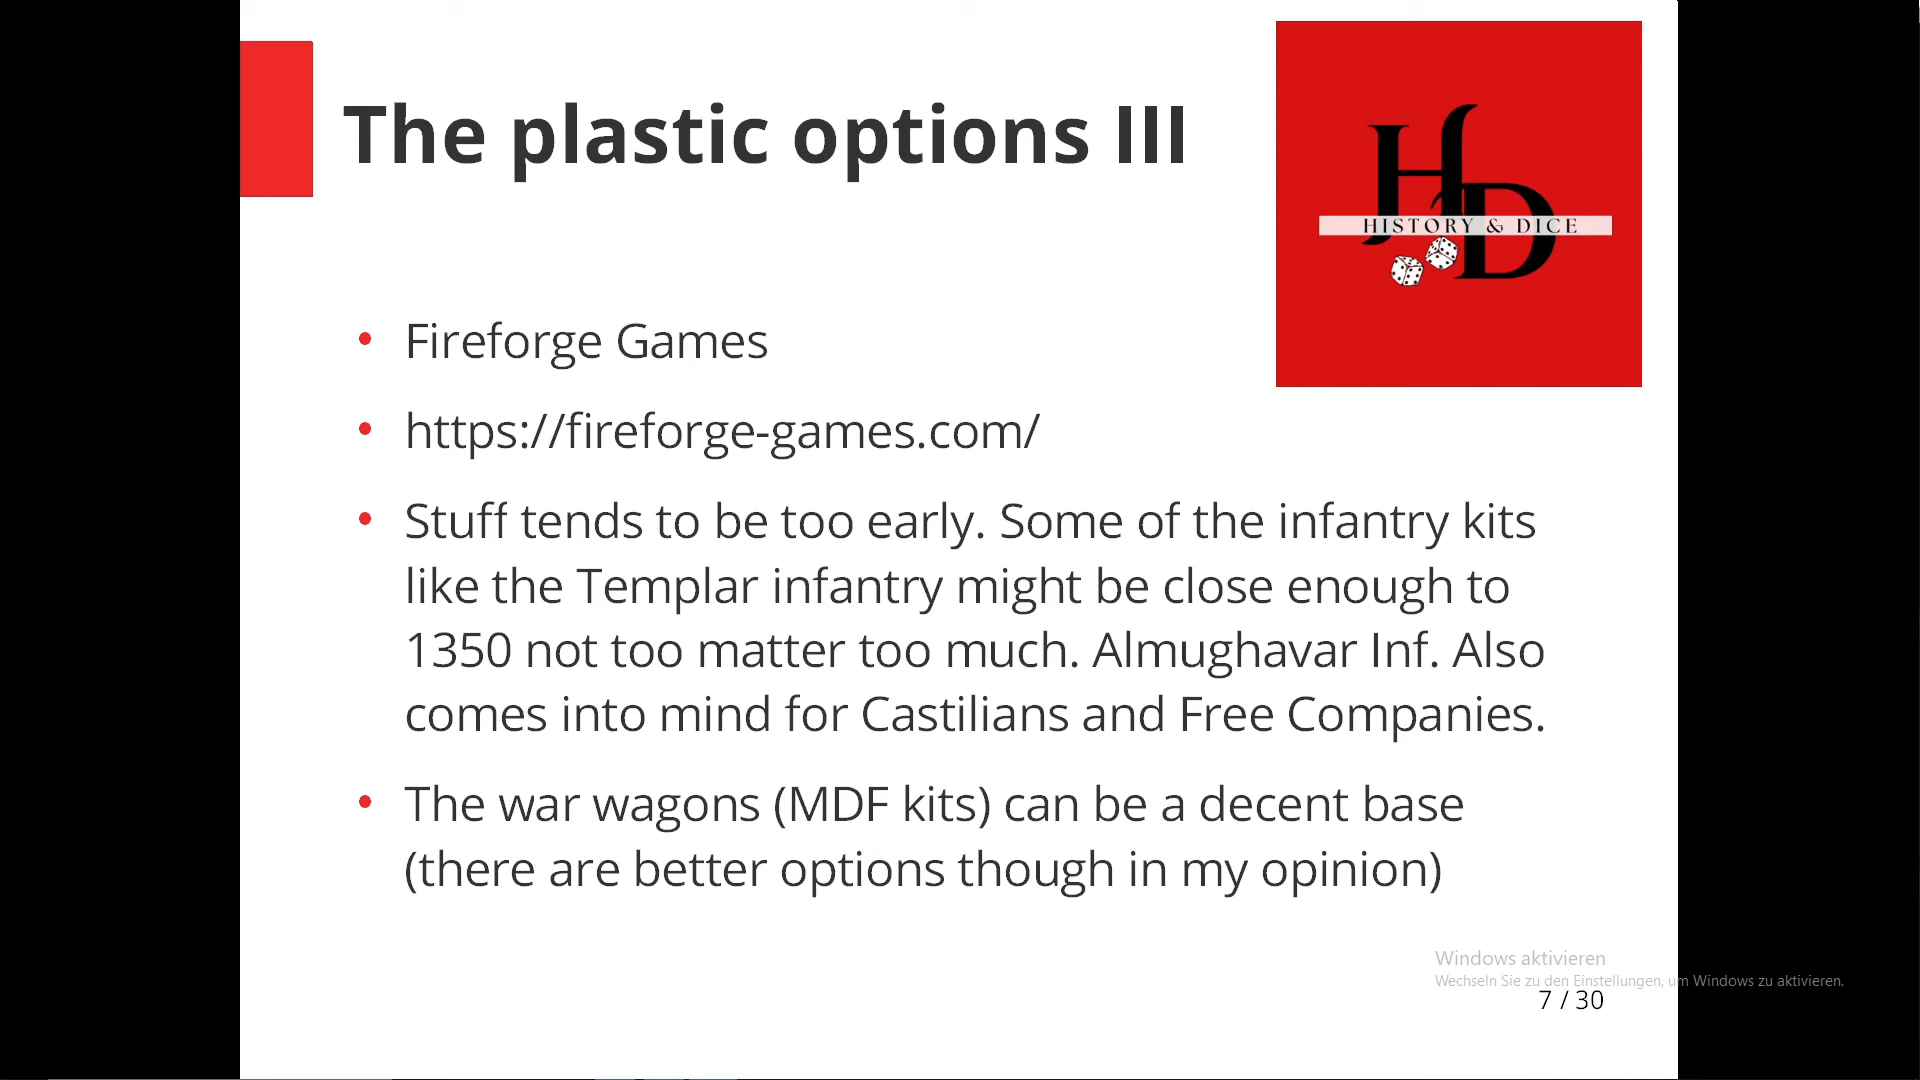 The plastic options III
HD
HISTORY & DICE
• Fireforge Games
• https://fireforge-games.com/
• Stuff tends to be too early. Some of the infantry kits
like the Templar infantry might be close enough to
1350 not too matter too much. Almughavar Inf. Also
comes into mind for Castilians and Free Companies.
• The war wagons (MDF kits) can be a decent base
(there are better options though in my opinion)
Windows aktivieren
Wechseln Sie zu den Einstellungen, um Windows zu aktivieren.
7 / 30